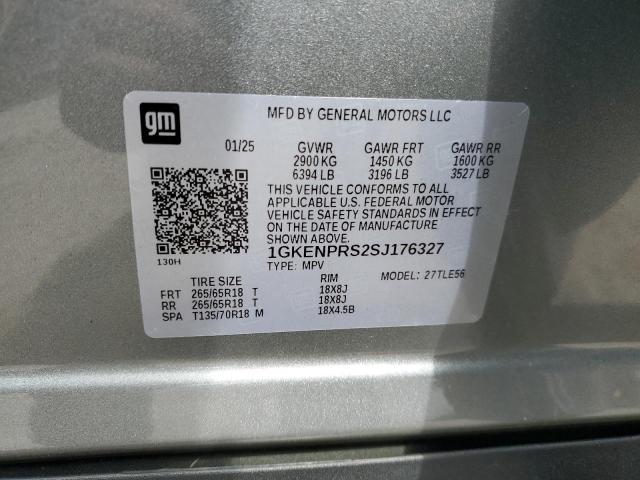 gm
MFD BY GENERAL MOTORS LLC
01/25 GVWR GAWR FRT GAWR RR
2900 KG 1450 KG 1600 KG
6394 LB 3196 LB 3527 LB
THIS VEHICLE CONFORMS TO ALL
APPLICABLE U.S. FEDERAL MOTOR
VEHICLE SAFETY STANDARDS IN EFFECT
ON THE DATE OF MANUFACTURE
SHOWN ABOVE.
1GKENPRS2SJ176327
130H
TYPE: MPV
MODEL: 27TLE56
TIRE SIZE RIM
FRT 265/65R18 T 18X8J
RR 265/65R18 T 18X8J
SPA T135/70R18 M 18X4.5B